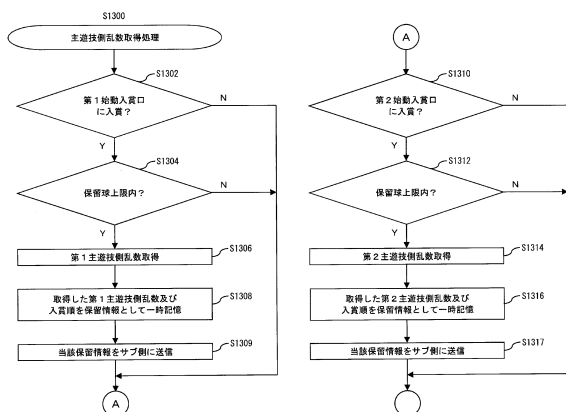 S1300
主遊技側乱数取得処理
S1302
第1始動入賞口
に入賞?
N
Y
S1304
保留球上限内?
N
Y
S1306
第1主遊技側乱数取得
S1308
取得した第1主遊技側乱数及び
入賞順を保留情報として一時記憶
S1309
当該保留情報をサブ側に送信
A
A
S1310
第2始動入賞口
に入賞?
N
Y
S1312
保留球上限内?
N
Y
S1314
第2主遊技側乱数取得
S1316
取得した第2主遊技側乱数及び
入賞順を保留情報として一時記憶
S1317
当該保留情報をサブ側に送信